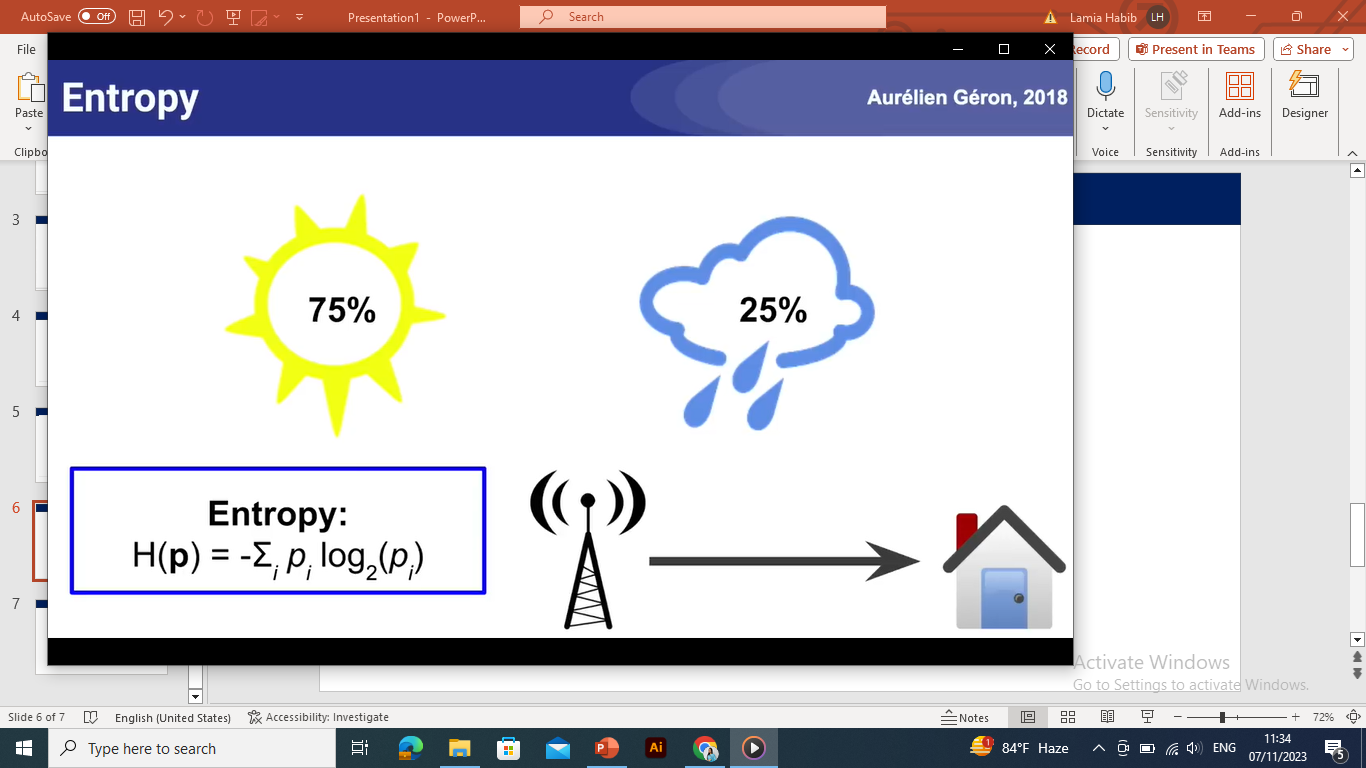 AutoSave Off Presentation1 - PowerP... Search Lamia Habib LH
File Record Present in Teams Share
Paste Dictate Sensitivity Add-ins Designer
Clipbo Voice Sensitivity Add-ins
Entropy Aurélien Géron, 2018
75% 25%
Entropy:
H(p) = -Σᵢ pᵢ log₂(pᵢ)
3
4
5
6
7
Activate Windows
Go to Settings to activate Windows.
Slide 6 of 7 English (United States) Accessibility: Investigate Notes 72%
Type here to search Ai 1 84°F Haze ENG 11:34
07/11/2023 5